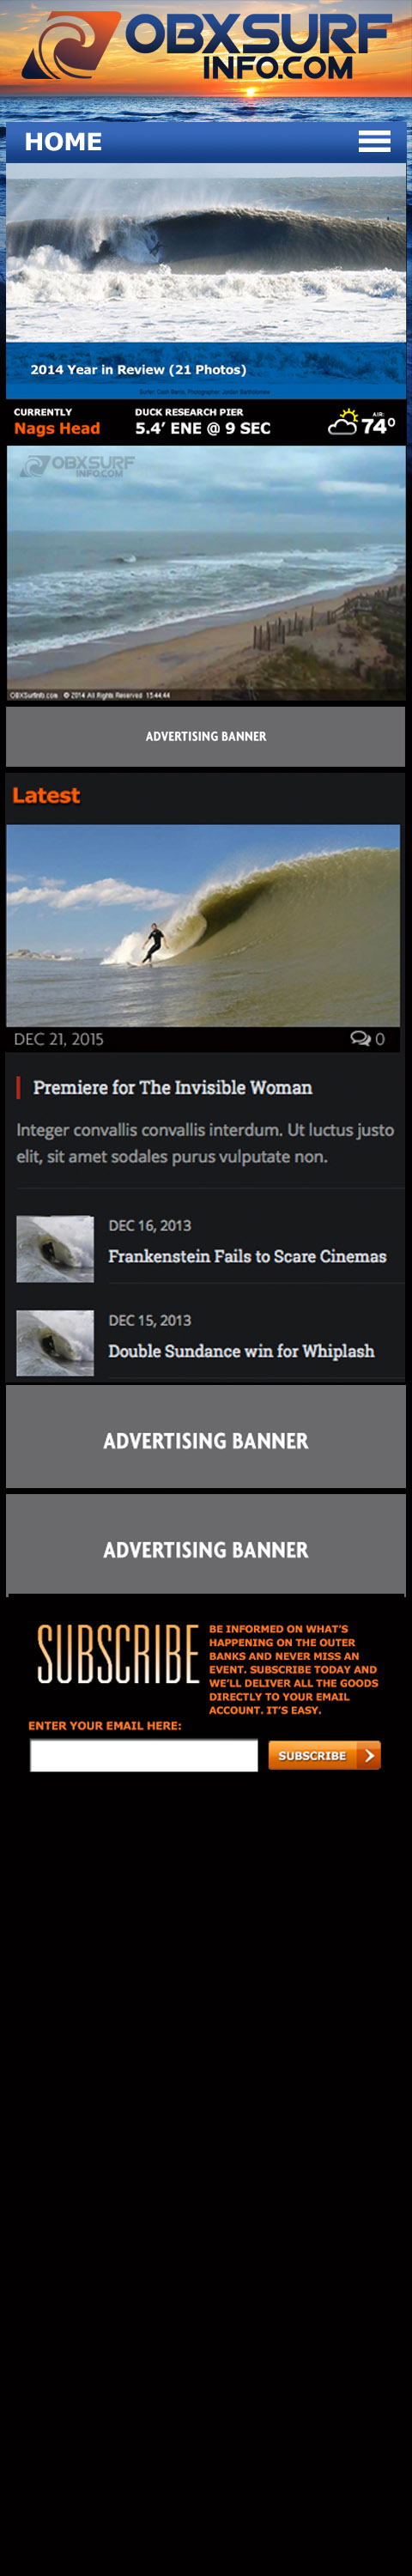 OBXSURF
INFO.COM
HOME
2014 Year in Review (21 Photos)
Surfer: Cash Barris, Photographer: Jordan Bartholomew
CURRENTLY
Nags Head
DUCK RESEARCH PIER
5.4’ ENE @ 9 SEC
AIR:
74º
OBXSURF
INFO.COM
OBXSurfInfo.com © 2014 All Rights Reserved 15:44:44
ADVERTISING BANNER
Latest
DEC 21, 2015
0
Premiere for The Invisible Woman
Integer convallis convallis interdum. Ut luctus justo
elit, sit amet sodales purus vulputate non.
DEC 16, 2013
Frankenstein Fails to Scare Cinemas
DEC 15, 2013
Double Sundance win for Whiplash
ADVERTISING BANNER
ADVERTISING BANNER
SUBSCRIBE
BE INFORMED ON WHAT’S
HAPPENING ON THE OUTER
BANKS AND NEVER MISS AN
EVENT. SUBSCRIBE TODAY AND
WE’LL DELIVER ALL THE GOODS
DIRECTLY TO YOUR EMAIL
ACCOUNT. IT’S EASY.
ENTER YOUR EMAIL HERE:
SUBSCRIBE